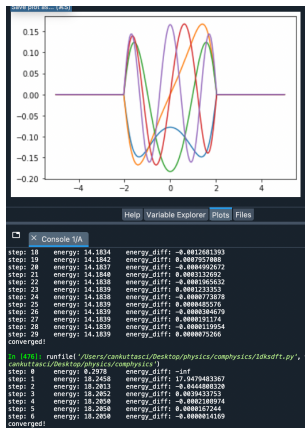 Save plot as... (⌘S)
0.15
0.10
0.05
0.00
−0.05
−0.10
−0.15
−0.20
−4 −2 0 2 4
Help Variable Explorer Plots Files
Console 1/A
step: 18 energy: 14.1834 energy_diff: -0.0012681393
step: 19 energy: 14.1842 energy_diff: 0.0007957008
step: 20 energy: 14.1837 energy_diff: -0.0004992672
step: 21 energy: 14.1840 energy_diff: 0.0003132692
step: 22 energy: 14.1838 energy_diff: -0.0001965632
step: 23 energy: 14.1839 energy_diff: 0.0001233353
step: 24 energy: 14.1838 energy_diff: -0.0000773878
step: 25 energy: 14.1839 energy_diff: 0.0000485576
step: 26 energy: 14.1839 energy_diff: -0.0000304679
step: 27 energy: 14.1839 energy_diff: 0.0000191174
step: 28 energy: 14.1839 energy_diff: -0.0000119954
step: 29 energy: 14.1839 energy_diff: 0.0000075266
converged!
In [476]: runfile('/Users/cankuttasci/Desktop/physics/comphysics/1dksdft.py',
cankuttasci/Desktop/physics/comphysics')
step: 0 energy: 0.2978 energy_diff: -inf
step: 1 energy: 18.2458 energy_diff: 17.9479483367
step: 2 energy: 18.2013 energy_diff: -0.0444808320
step: 3 energy: 18.2052 energy_diff: 0.0039433753
step: 4 energy: 18.2050 energy_diff: -0.0002108974
step: 5 energy: 18.2050 energy_diff: 0.0000167244
step: 6 energy: 18.2050 energy_diff: -0.0000014169
converged!